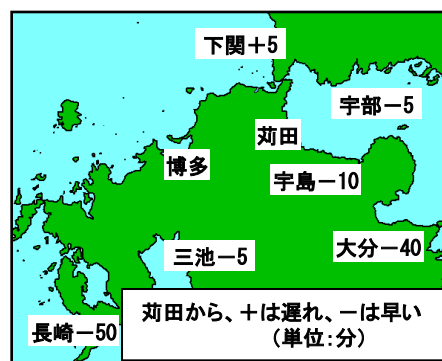 下関＋5
宇部－5
苅田
博多
宇島－10
大分－40
三池－5
長崎－50
苅田から、＋は遅れ、－は早い
（単位：分）